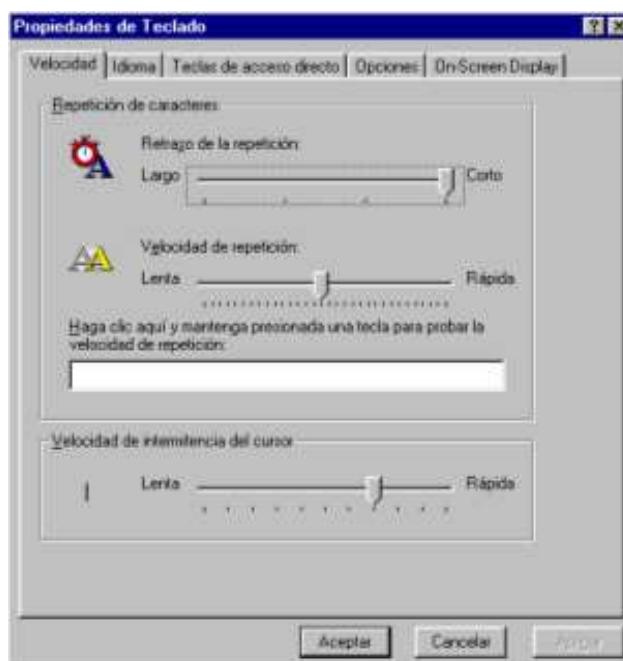 Propiedades de Teclado
Velocidad Idioma Teclas de acceso directo Opciones On-Screen Display
Repetición de caracteres
Retraso de la repetición:
Largo Corto
Velocidad de repetición:
Lenta Rápida
Haga clic aquí y mantenga presionada una tecla para probar la
velocidad de repetición:
Velocidad de intermitencia del cursor
Lenta Rápida
Aceptar Cancelar